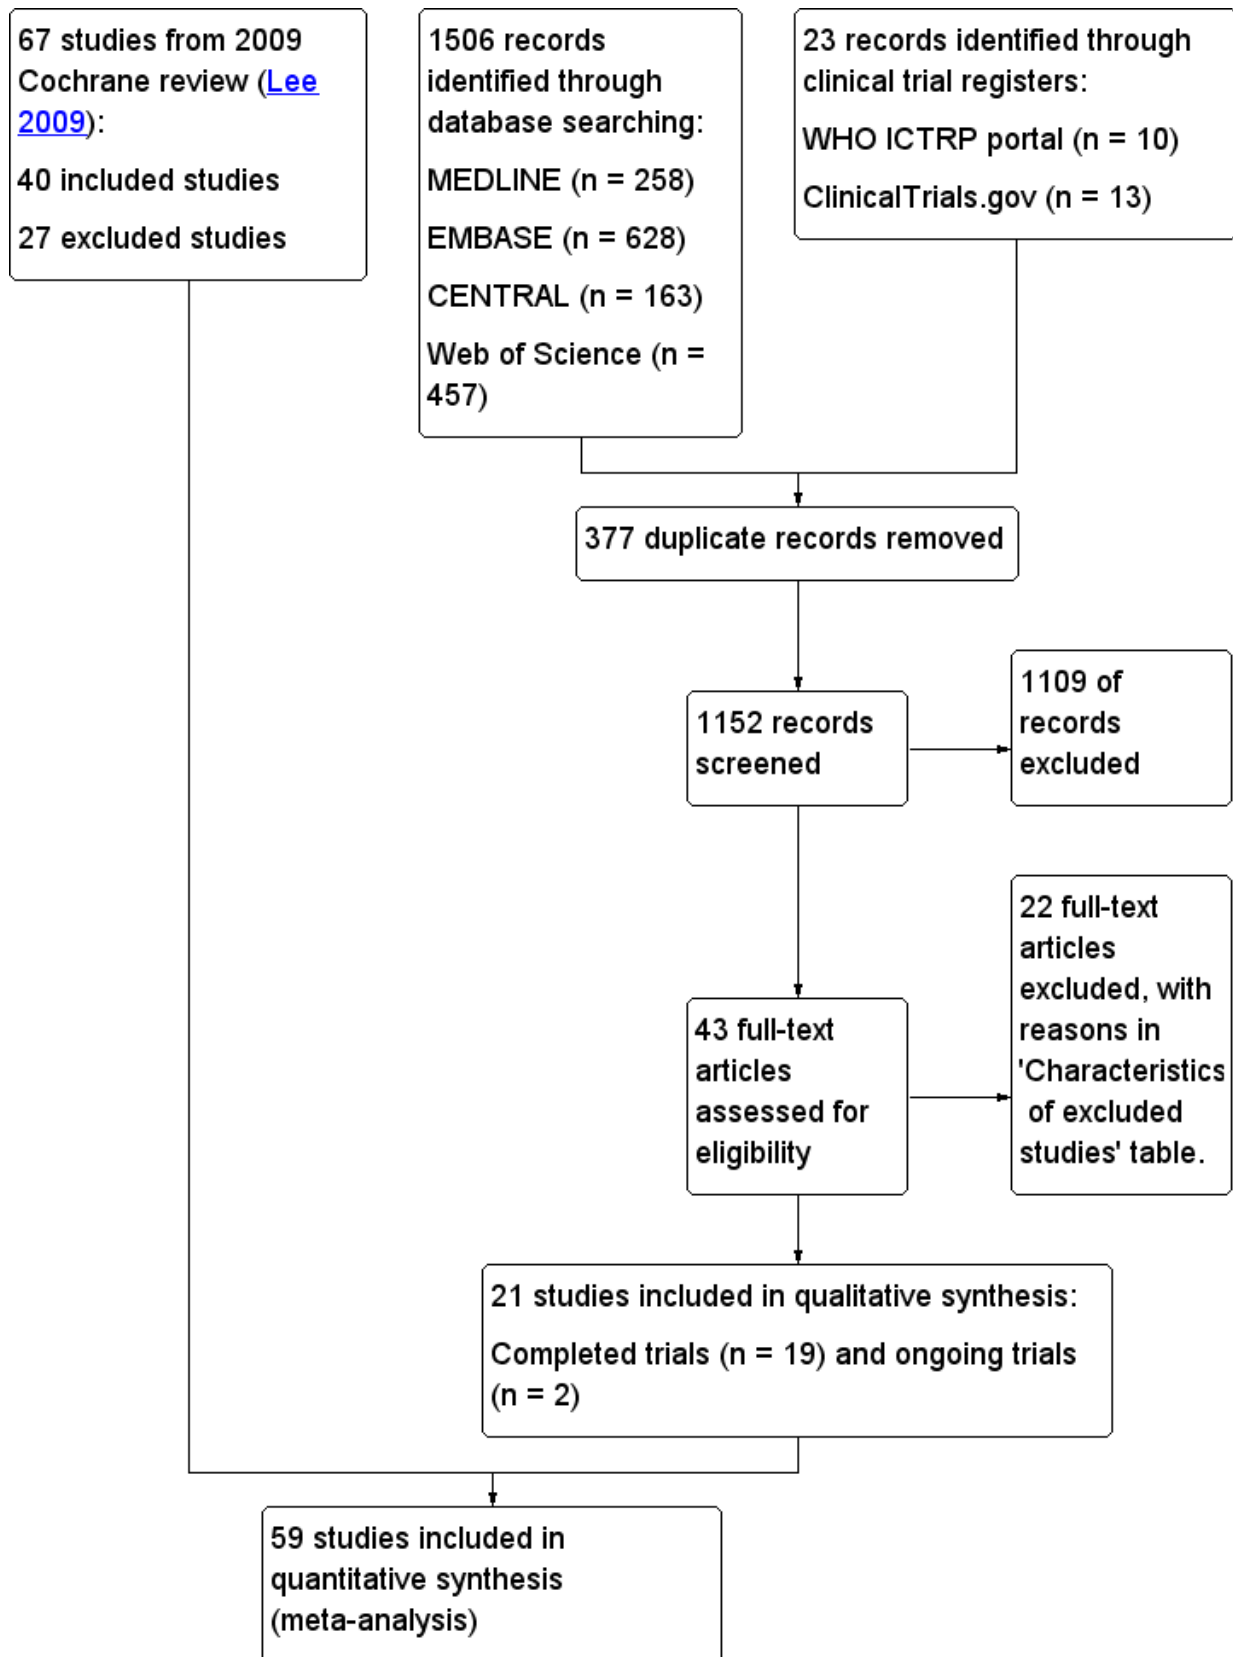 67 studies from 2009
Cochrane review (Lee
2009):
40 included studies
27 excluded studies
1506 records
identified through
database searching:
MEDLINE (n = 258)
EMBASE (n = 628)
CENTRAL (n = 163)
Web of Science (n =
457)
23 records identified through
clinical trial registers:
WHO ICTRP portal (n = 10)
ClinicalTrials.gov (n = 13)
377 duplicate records removed
1152 records
screened
1109 of
records
excluded
43 full-text
articles
assessed for
eligibility
22 full-text
articles
excluded, with
reasons in
'Characteristics
of excluded
studies' table.
21 studies included in qualitative synthesis:
Completed trials (n = 19) and ongoing trials
(n = 2)
59 studies included in
quantitative synthesis
(meta-analysis)